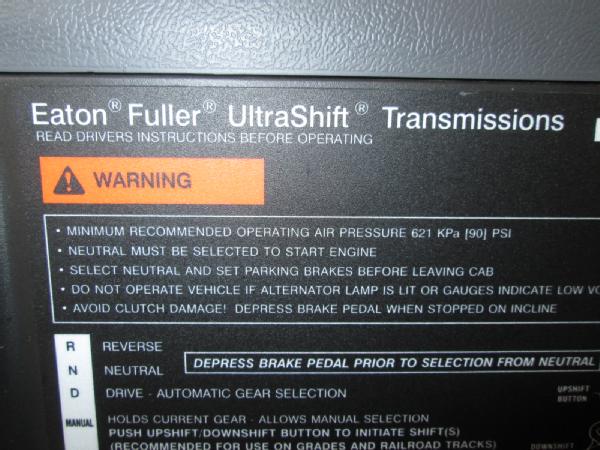 Eaton® Fuller® UltraShift® Transmissions
READ DRIVERS INSTRUCTIONS BEFORE OPERATING
WARNING
• MINIMUM RECOMMENDED OPERATING AIR PRESSURE 621 KPa [90] PSI
• NEUTRAL MUST BE SELECTED TO START ENGINE
• SELECT NEUTRAL AND SET PARKING BRAKES BEFORE LEAVING CAB
• DO NOT OPERATE VEHICLE IF ALTERNATOR LAMP IS LIT OR GAUGES INDICATE LOW VO
• AVOID CLUTCH DAMAGE! DEPRESS BRAKE PEDAL WHEN STOPPED ON INCLINE
R REVERSE
N NEUTRAL DEPRESS BRAKE PEDAL PRIOR TO SELECTION FROM NEUTRAL
D DRIVE - AUTOMATIC GEAR SELECTION
UPSHIFT
BUTTON
MANUAL HOLDS CURRENT GEAR - ALLOWS MANUAL SELECTION
PUSH UPSHIFT/DOWNSHIFT BUTTON TO INITIATE SHIFT(S)
(RECOMMENDED FOR USE ON GRADES AND RAILROAD TRACKS)
DOWNSHIFT